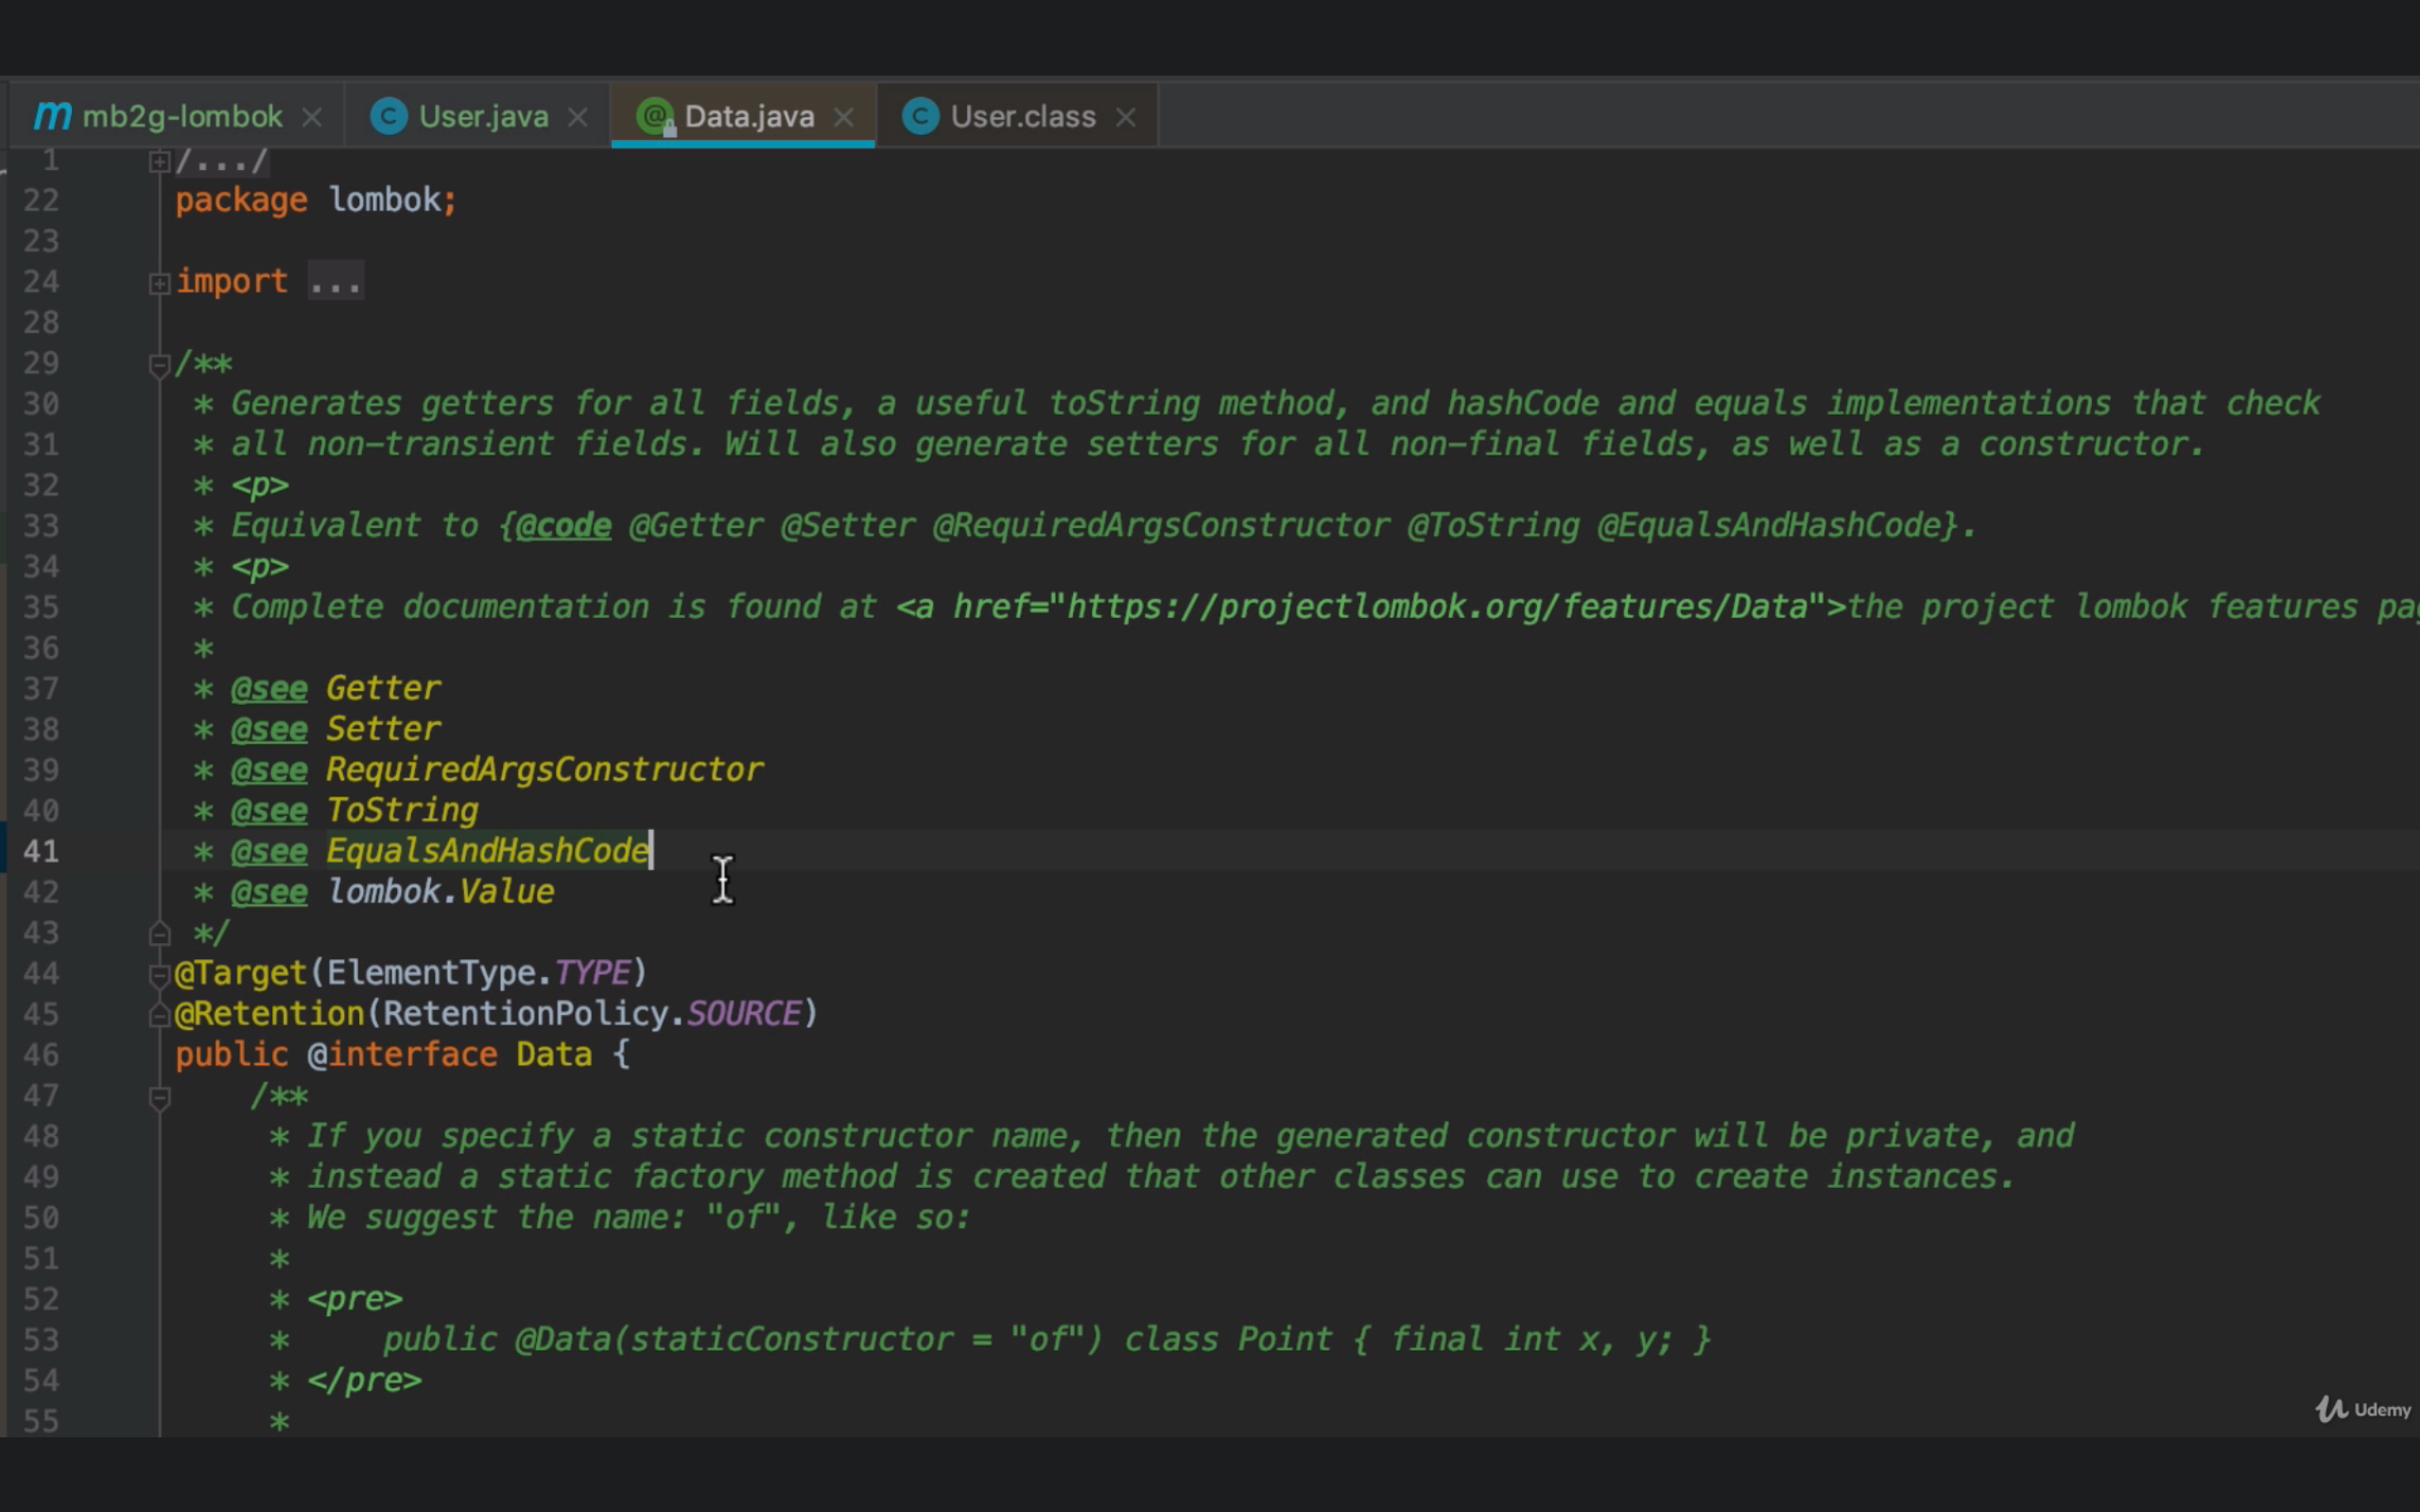 m mb2g-lombok × C User.java × @ Data.java × C User.class ×
1 /.../
22 package lombok;
23
24 import ...
28
29 /**
30 * Generates getters for all fields, a useful toString method, and hashCode and equals implementations that check
31 * all non-transient fields. Will also generate setters for all non-final fields, as well as a constructor.
32 * <p>
33 * Equivalent to {@code @Getter @Setter @RequiredArgsConstructor @ToString @EqualsAndHashCode}.
34 * <p>
35 * Complete documentation is found at <a href="https://projectlombok.org/features/Data">the project lombok features pag
36 *
37 * @see Getter
38 * @see Setter
39 * @see RequiredArgsConstructor
40 * @see ToString
41 * @see EqualsAndHashCode
42 * @see lombok.Value
43 */
44 @Target(ElementType.TYPE)
45 @Retention(RetentionPolicy.SOURCE)
46 public @interface Data {
47 /**
48 * If you specify a static constructor name, then the generated constructor will be private, and
49 * instead a static factory method is created that other classes can use to create instances.
50 * We suggest the name: "of", like so:
51 *
52 * <pre>
53 * public @Data(staticConstructor = "of") class Point { final int x, y; }
54 * </pre>
55 *
Udemy